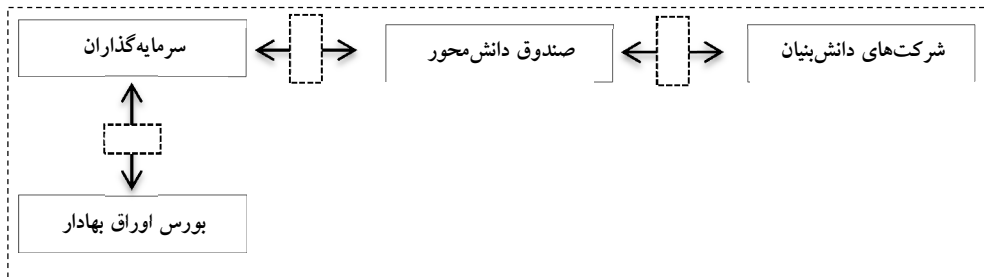 شرکت‌های دانش‌بنیان
صندوق دانش‌محور
سرمایه‌گذاران
بورس اوراق بهادار